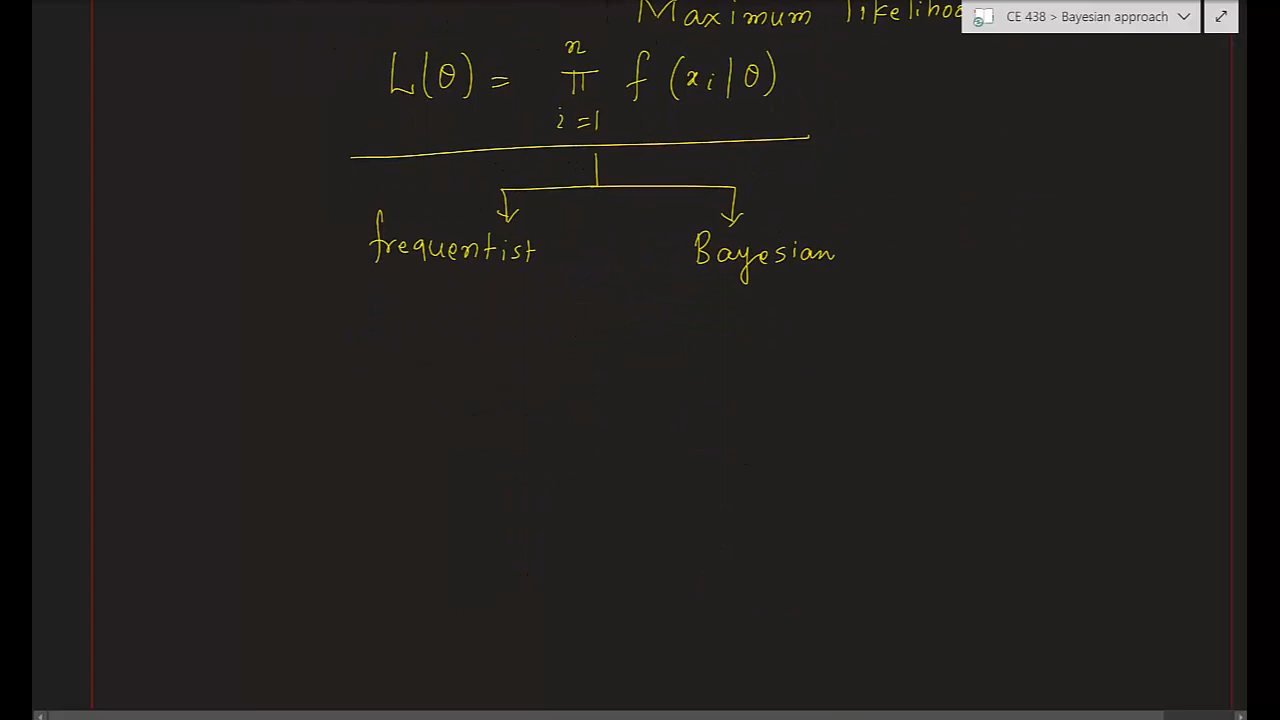 Maximum likelihoo
CE 438 > Bayesian approach
L(θ) = n ∏ i=1 f(xi|θ)
frequentist Bayesian